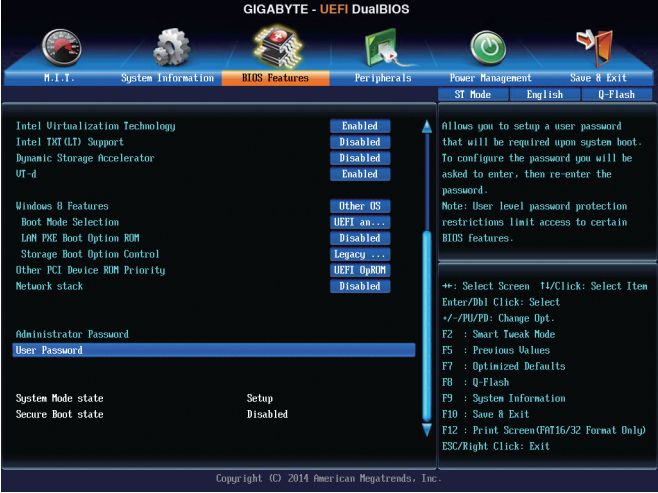 GIGABYTE - UEFI DualBIOS
M.I.T. System Information BIOS Features Peripherals Power Management Save & Exit
ST Mode English Q-Flash
Intel Virtualization Technology Enabled
Intel TXT(LT) Support Disabled
Dynamic Storage Accelerator Disabled
VT-d Enabled
Windows 8 Features Other OS
Boot Mode Selection UEFI an...
LAN PXE Boot Option ROM Disabled
Storage Boot Option Control Legacy ...
Other PCI Device ROM Priority UEFI OpROM
Network stack Disabled
Administrator Password
User Password
System Mode state Setup
Secure Boot state Disabled
Allows you to setup a user password
that will be required upon system boot.
To configure the password you will be
asked to enter, then re-enter the
password.
Note: User level password protection
restrictions limit access to certain
BIOS features.
→←: Select Screen ↑↓/Click: Select Item
Enter/Dbl Click: Select
+/-/PU/PD: Change Opt.
F2 : Smart Tweak Mode
F5 : Previous Values
F7 : Optimized Defaults
F8 : Q-Flash
F9 : System Information
F10 : Save & Exit
F12 : Print Screen(FAT16/32 Format Only)
ESC/Right Click: Exit
Copyright (C) 2014 American Megatrends, Inc.